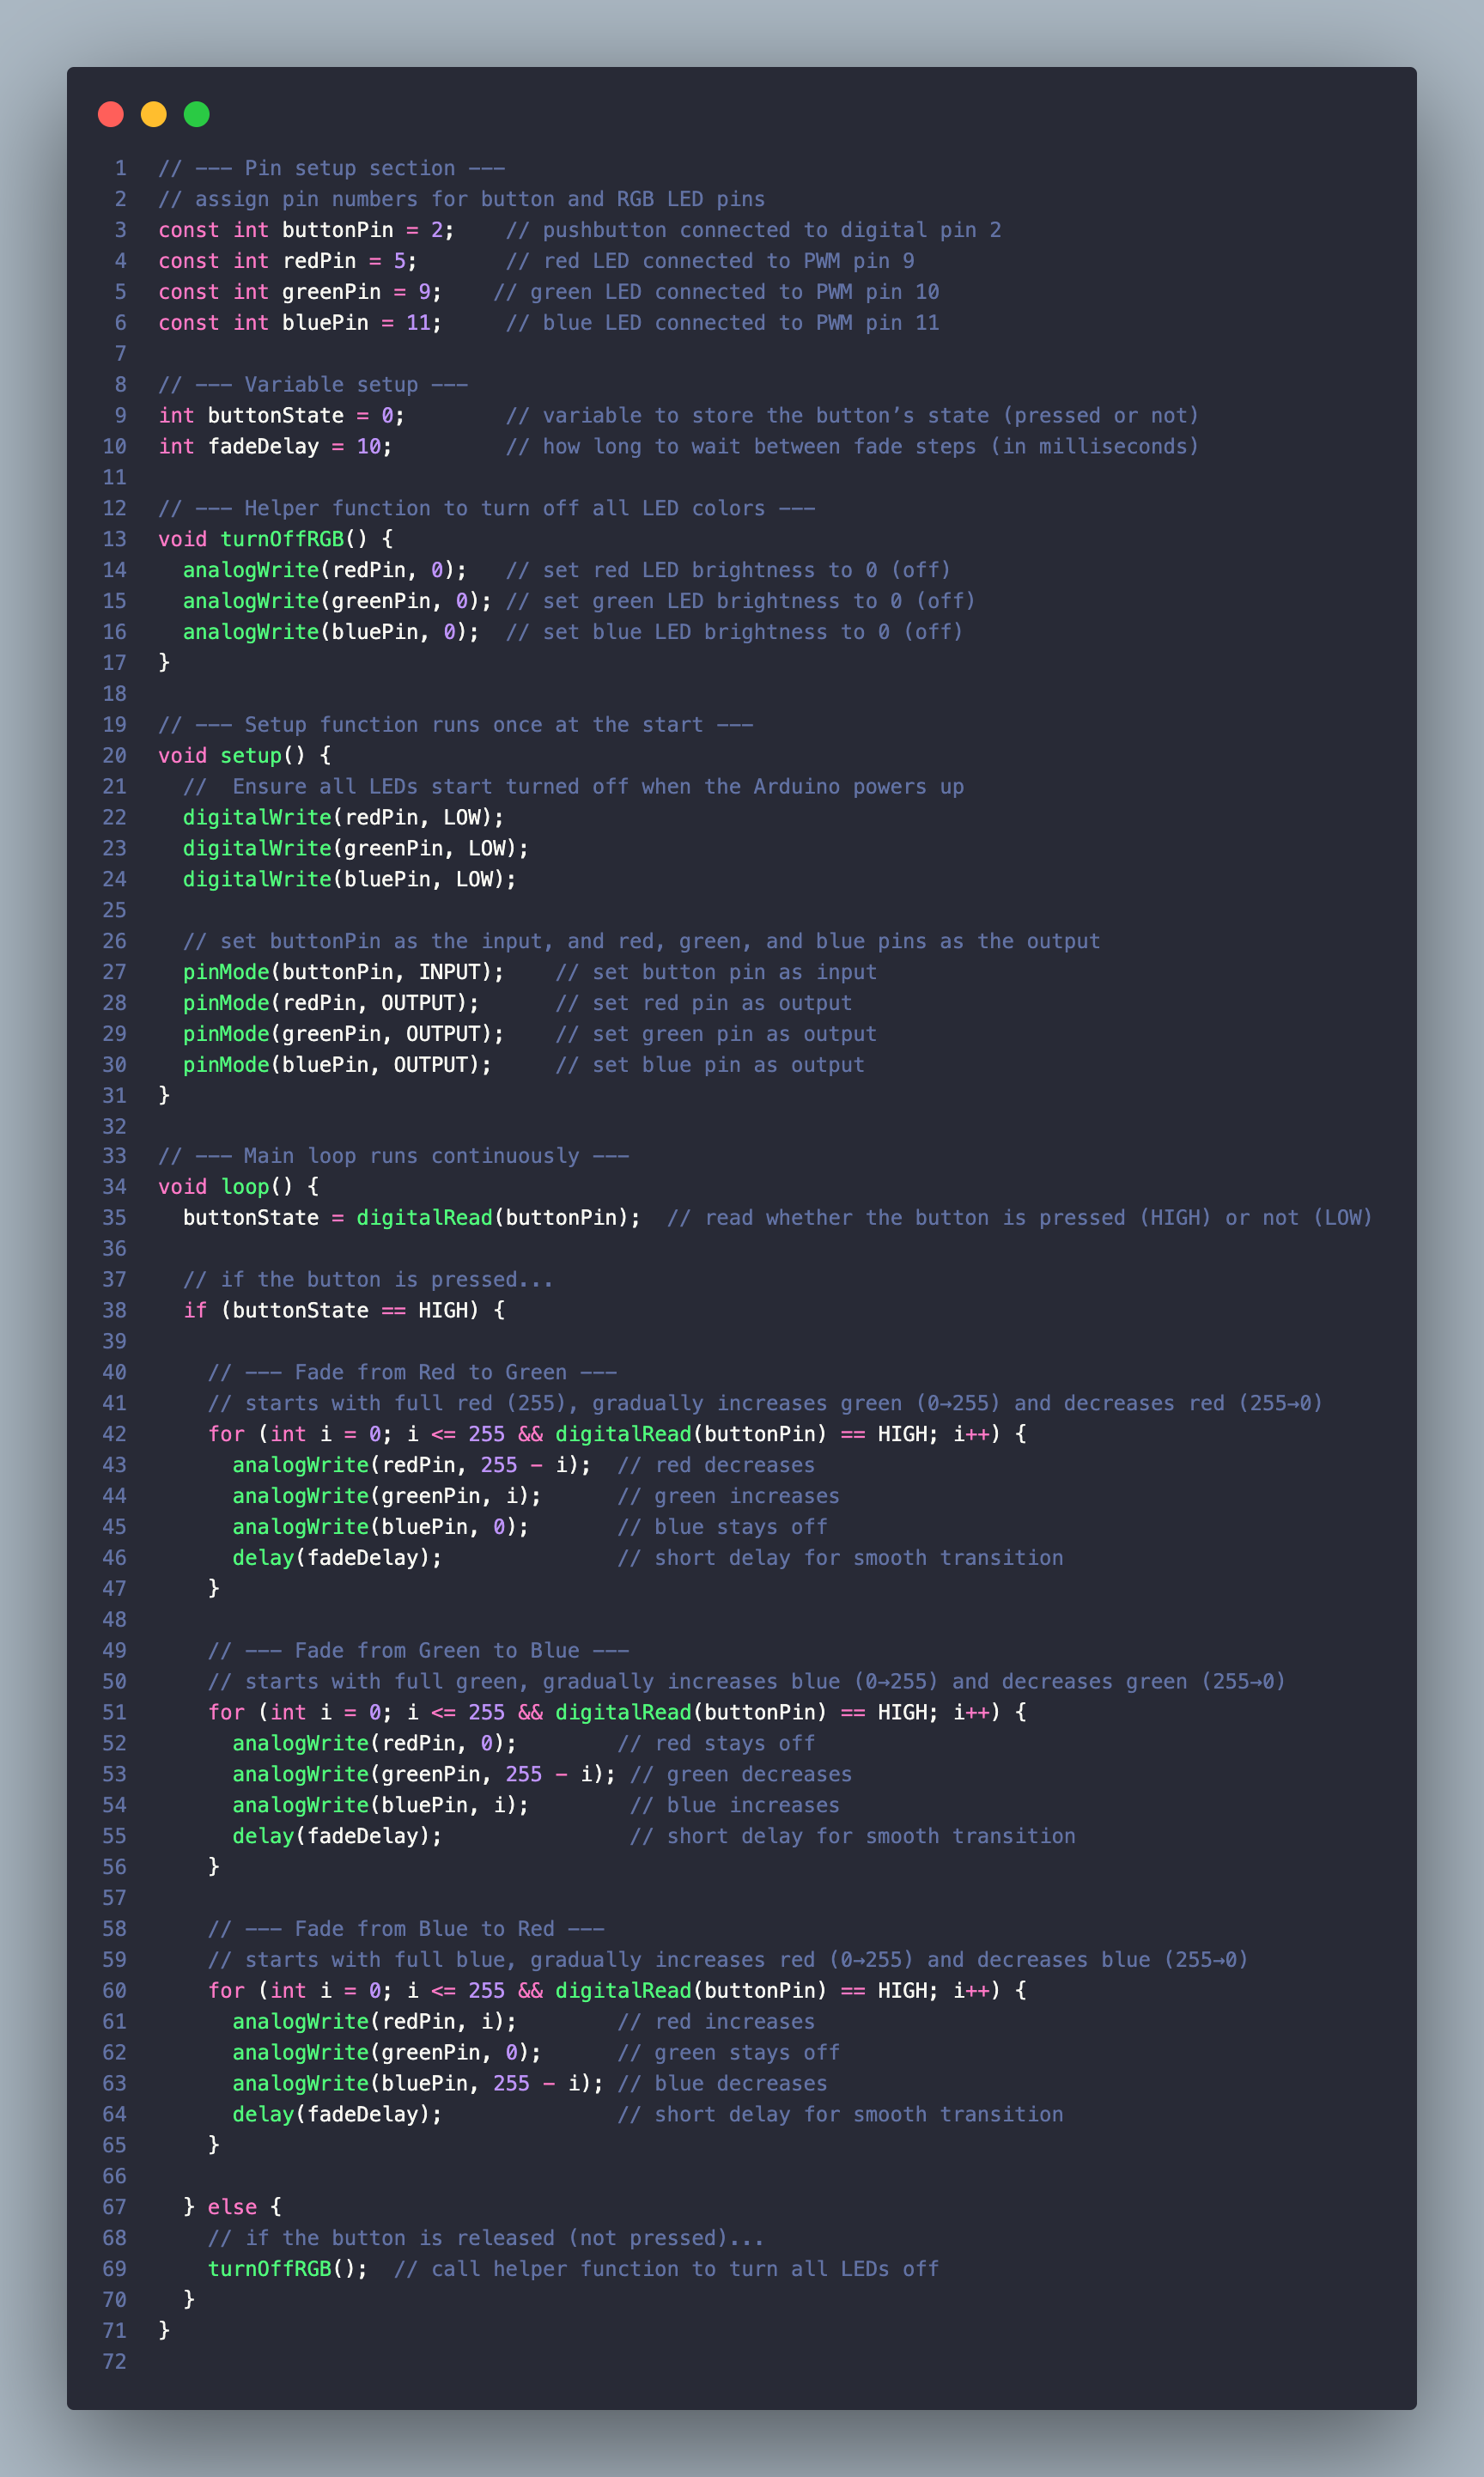 1 // --- Pin setup section ---
2 // assign pin numbers for button and RGB LED pins
3 const int buttonPin = 2;    // pushbutton connected to digital pin 2
4 const int redPin = 5;       // red LED connected to PWM pin 9
5 const int greenPin = 9;    // green LED connected to PWM pin 10
6 const int bluePin = 11;     // blue LED connected to PWM pin 11
7
8 // --- Variable setup ---
9 int buttonState = 0;        // variable to store the button’s state (pressed or not)
10 int fadeDelay = 10;         // how long to wait between fade steps (in milliseconds)
11
12 // --- Helper function to turn off all LED colors ---
13 void turnOffRGB() {
14   analogWrite(redPin, 0);   // set red LED brightness to 0 (off)
15   analogWrite(greenPin, 0); // set green LED brightness to 0 (off)
16   analogWrite(bluePin, 0);  // set blue LED brightness to 0 (off)
17 }
18
19 // --- Setup function runs once at the start ---
20 void setup() {
21   //  Ensure all LEDs start turned off when the Arduino powers up
22   digitalWrite(redPin, LOW);
23   digitalWrite(greenPin, LOW);
24   digitalWrite(bluePin, LOW);
25
26   // set buttonPin as the input, and red, green, and blue pins as the output
27   pinMode(buttonPin, INPUT);    // set button pin as input
28   pinMode(redPin, OUTPUT);      // set red pin as output
29   pinMode(greenPin, OUTPUT);    // set green pin as output
30   pinMode(bluePin, OUTPUT);     // set blue pin as output
31 }
32
33 // --- Main loop runs continuously ---
34 void loop() {
35   buttonState = digitalRead(buttonPin);  // read whether the button is pressed (HIGH) or not (LOW)
36
37   // if the button is pressed...
38   if (buttonState == HIGH) {
39
40     // --- Fade from Red to Green ---
41     // starts with full red (255), gradually increases green (0→255) and decreases red (255→0)
42     for (int i = 0; i <= 255 && digitalRead(buttonPin) == HIGH; i++) {
43       analogWrite(redPin, 255 - i);  // red decreases
44       analogWrite(greenPin, i);      // green increases
45       analogWrite(bluePin, 0);       // blue stays off
46       delay(fadeDelay);              // short delay for smooth transition
47     }
48
49     // --- Fade from Green to Blue ---
50     // starts with full green, gradually increases blue (0→255) and decreases green (255→0)
51     for (int i = 0; i <= 255 && digitalRead(buttonPin) == HIGH; i++) {
52       analogWrite(redPin, 0);        // red stays off
53       analogWrite(greenPin, 255 - i); // green decreases
54       analogWrite(bluePin, i);        // blue increases
55       delay(fadeDelay);               // short delay for smooth transition
56     }
57
58     // --- Fade from Blue to Red ---
59     // starts with full blue, gradually increases red (0→255) and decreases blue (255→0)
60     for (int i = 0; i <= 255 && digitalRead(buttonPin) == HIGH; i++) {
61       analogWrite(redPin, i);        // red increases
62       analogWrite(greenPin, 0);      // green stays off
63       analogWrite(bluePin, 255 - i); // blue decreases
64       delay(fadeDelay);              // short delay for smooth transition
65     }
66
67   } else {
68     // if the button is released (not pressed)...
69     turnOffRGB();  // call helper function to turn all LEDs off
70   }
71 }
72